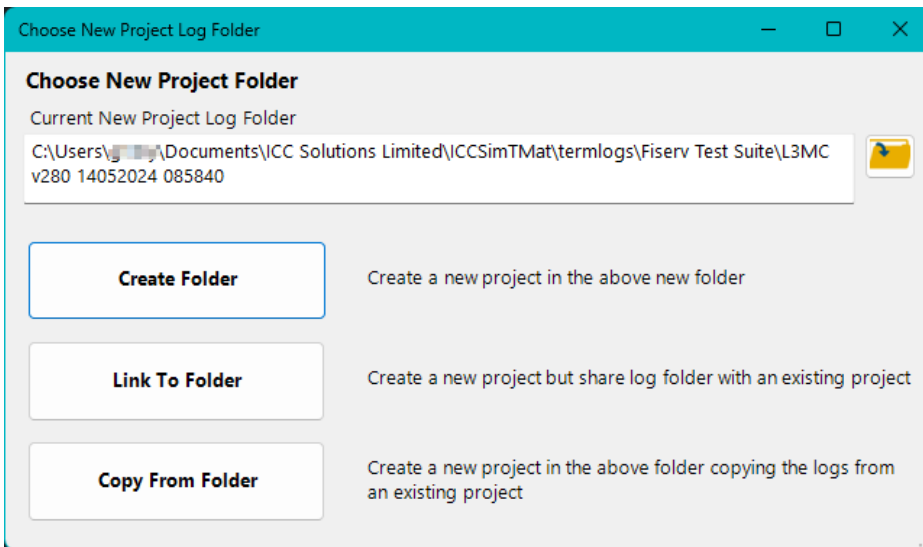 Choose New Project Log Folder
Choose New Project Folder
Current New Project Log Folder
C:\Users\ \Documents\ICC Solutions Limited\ICCSimTMat\termlogs\Fiserv Test Suite\L3MC
v280 14052024 085840
Create Folder
Create a new project in the above new folder
Link To Folder
Create a new project but share log folder with an existing project
Copy From Folder
Create a new project in the above folder copying the logs from
an existing project